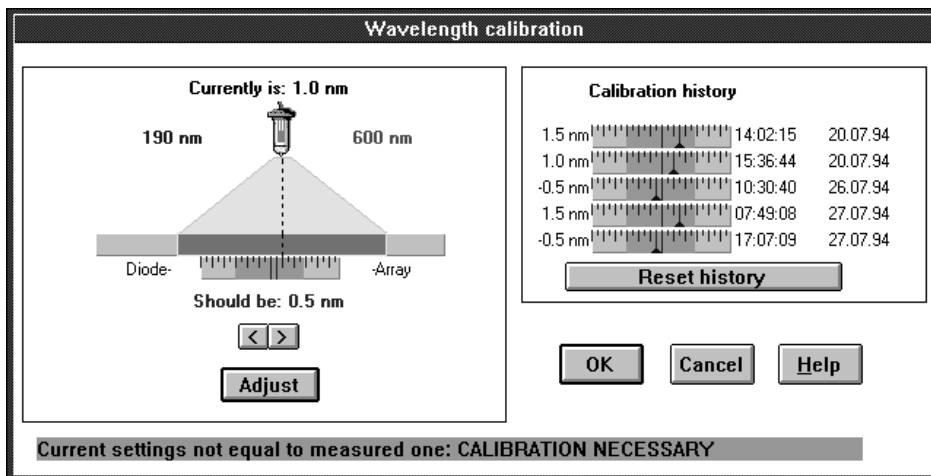 Wavelength calibration
Currently is: 1.0 nm
190 nm 600 nm
Diode- -Array
Should be: 0.5 nm
< >
Adjust
Calibration history
1.5 nm 14:02:15 20.07.94
1.0 nm 15:36:44 20.07.94
-0.5 nm 10:30:40 26.07.94
1.5 nm 07:49:08 27.07.94
-0.5 nm 17:07:09 27.07.94
Reset history
OK Cancel Help
Current settings not equal to measured one: CALIBRATION NECESSARY